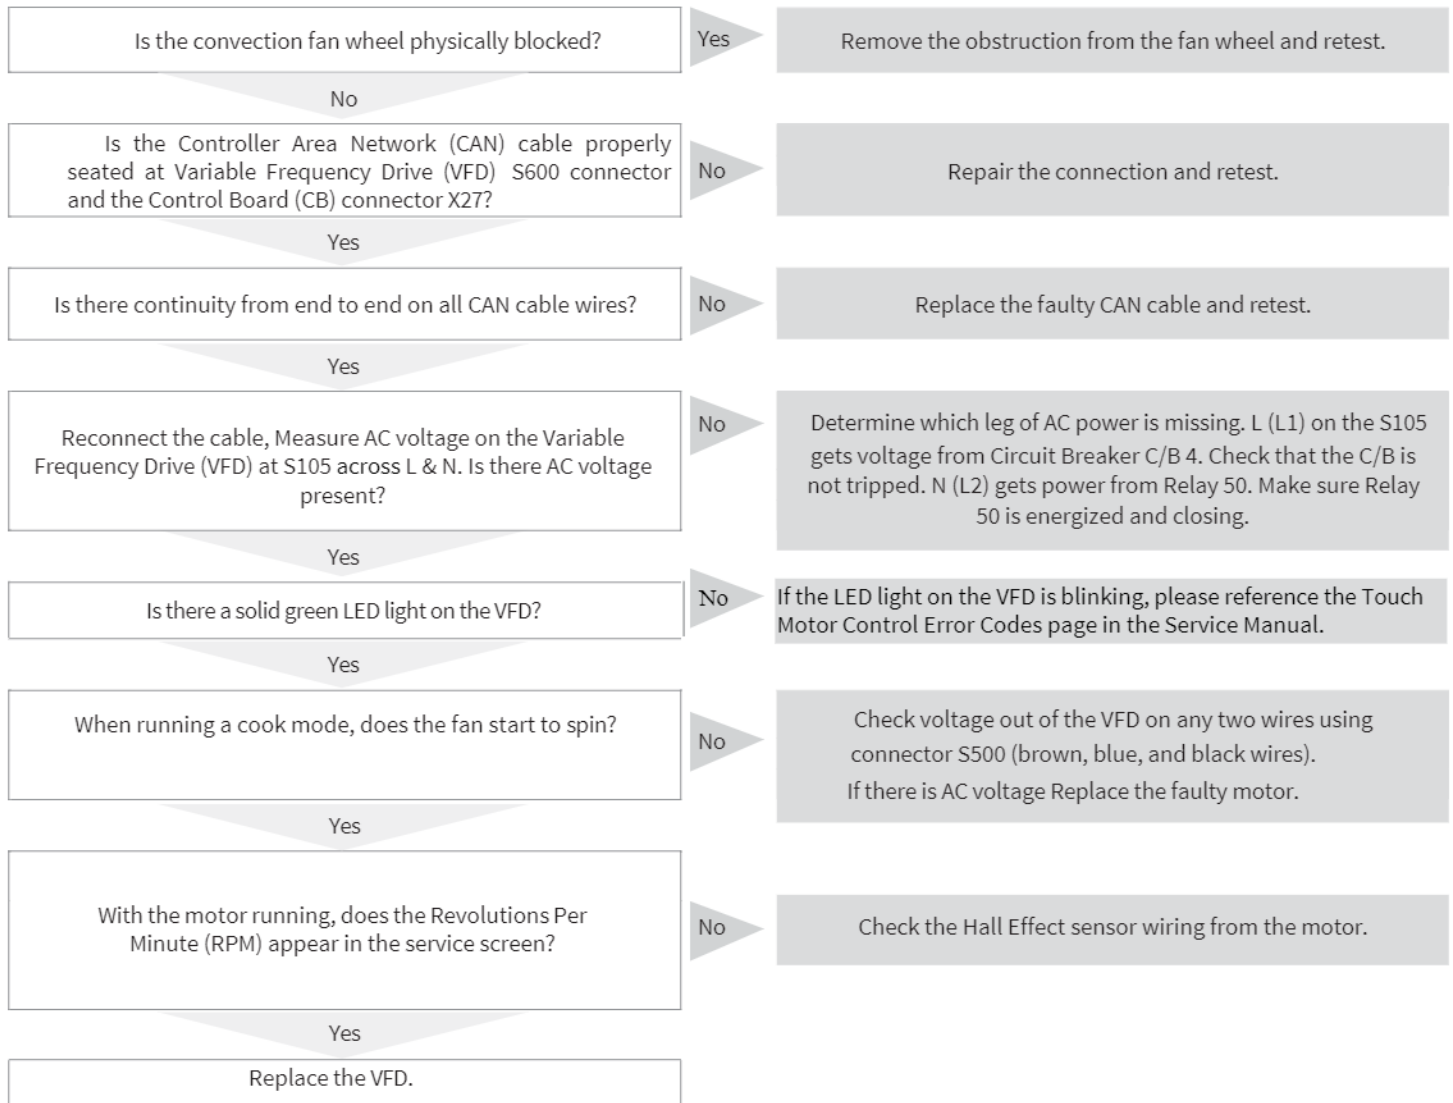 Is the convection fan wheel physically blocked?
Yes
Remove the obstruction from the fan wheel and retest.
No
Is the Controller Area Network (CAN) cable properly
seated at Variable Frequency Drive (VFD) S600 connector
and the Control Board (CB) connector X27?
No
Repair the connection and retest.
Yes
Is there continuity from end to end on all CAN cable wires?
No
Replace the faulty CAN cable and retest.
Yes
Reconnect the cable, Measure AC voltage on the Variable
Frequency Drive (VFD) at S105 across L & N. Is there AC voltage
present?
No
Determine which leg of AC power is missing. L (L1) on the S105
gets voltage from Circuit Breaker C/B 4. Check that the C/B is
not tripped. N (L2) gets power from Relay 50. Make sure Relay
50 is energized and closing.
Yes
Is there a solid green LED light on the VFD?
No
If the LED light on the VFD is blinking, please reference the Touch
Motor Control Error Codes page in the Service Manual.
Yes
When running a cook mode, does the fan start to spin?
No
Check voltage out of the VFD on any two wires using
connector S500 (brown, blue, and black wires).
If there is AC voltage Replace the faulty motor.
Yes
With the motor running, does the Revolutions Per
Minute (RPM) appear in the service screen?
No
Check the Hall Effect sensor wiring from the motor.
Yes
Replace the VFD.